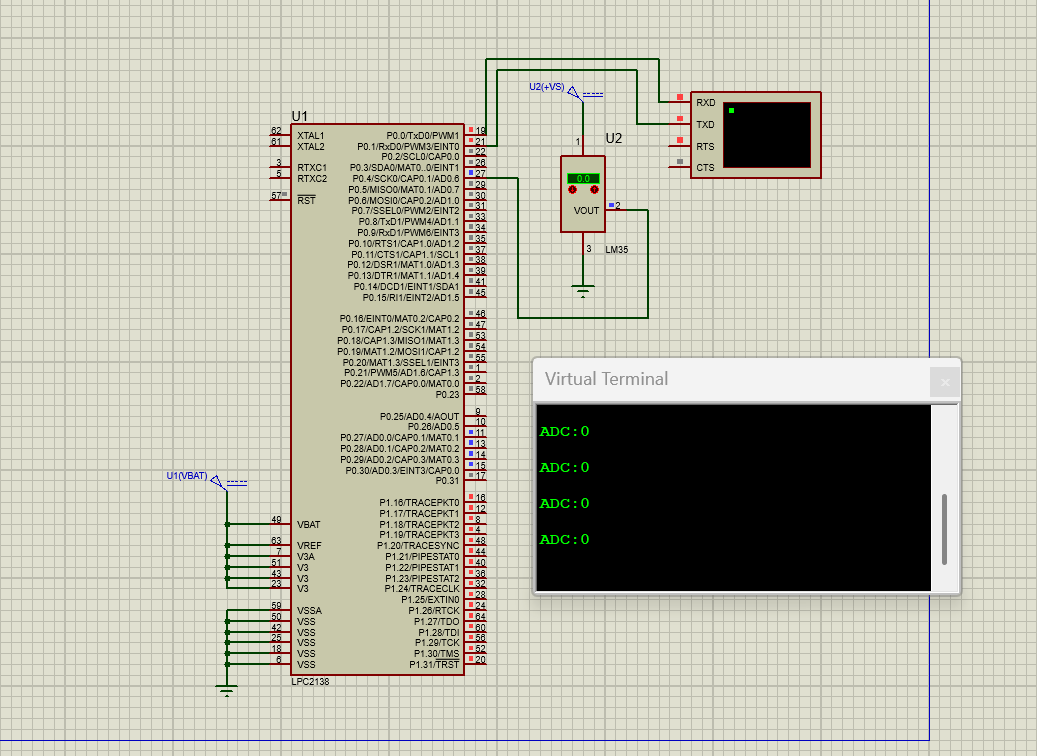 U1
62 XTAL1
61 XTAL2
3 RTXC1
5 RTXC2
57 RST
P0.0/TxD0/PWM1 19
P0.1/RxD0/PWM3/EINT0 21
P0.2/SCL0/CAP0.0 22
P0.3/SDA0/MAT0..0/EINT1 26
P0.4/SCK0/CAP0.1/AD0.6 27
P0.5/MISO0/MAT0.1/AD0.7 29
P0.6/MOSI0/CAP0.2/AD1.0 30
P0.7/SSEL0/PWM2/EINT2 31
P0.8/TxD1/PWM4/AD1.1 33
P0.9/RxD1/PWM6/EINT3 34
P0.10/RTS1/CAP1.0/AD1.2 35
P0.11/CTS1/CAP1.1/SCL1 37
P0.12/DSR1/MAT1.0/AD1.3 38
P0.13/DTR1/MAT1.1/AD1.4 39
P0.14/DCD1/EINT1/SDA1 41
P0.15/RI1/EINT2/AD1.5 45
P0.16/EINT0/MAT0.2/CAP0.2 46
P0.17/CAP1.2/SCK1/MAT1.2 47
P0.18/CAP1.3/MISO1/MAT1.3 53
P0.19/MAT1.2/MOSI1/CAP1.2 54
P0.20/MAT1.3/SSEL1/EINT3 55
P0.21/PWM5/AD1.6/CAP1.3 1
P0.22/AD1.7/CAP0.0/MAT0.0 2
P0.23 58
P0.25/AD0.4/AOUT 9
P0.26/AD0.5 10
P0.27/AD0.0/CAP0.1/MAT0.1 11
P0.28/AD0.1/CAP0.2/MAT0.2 13
P0.29/AD0.2/CAP0.3/MAT0.3 14
P0.30/AD0.3/EINT3/CAP0.0 15
P0.31 17
P1.16/TRACEPKT0 16
P1.17/TRACEPKT1 12
P1.18/TRACEPKT2 8
P1.19/TRACEPKT3 4
P1.20/TRACESYNC 48
P1.21/PIPESTAT0 44
P1.22/PIPESTAT1 40
P1.23/PIPESTAT2 36
P1.24/TRACECLK 32
P1.25/EXTIN0 28
P1.26/RTCK 24
P1.27/TDO 64
P1.28/TDI 60
P1.29/TCK 56
P1.30/TMS 52
P1.31/TRST 20
U1(VBAT)
49 VBAT
63 VREF
7 V3A
51 V3
43 V3
23 V3
59 VSSA
50 VSS
42 VSS
25 VSS
18 VSS
6 VSS
LPC2138
U2(+VS)
1
U2
0.0
VOUT 2
3
LM35
RXD
TXD
RTS
CTS
Virtual Terminal
×
ADC:0
ADC:0
ADC:0
ADC:0